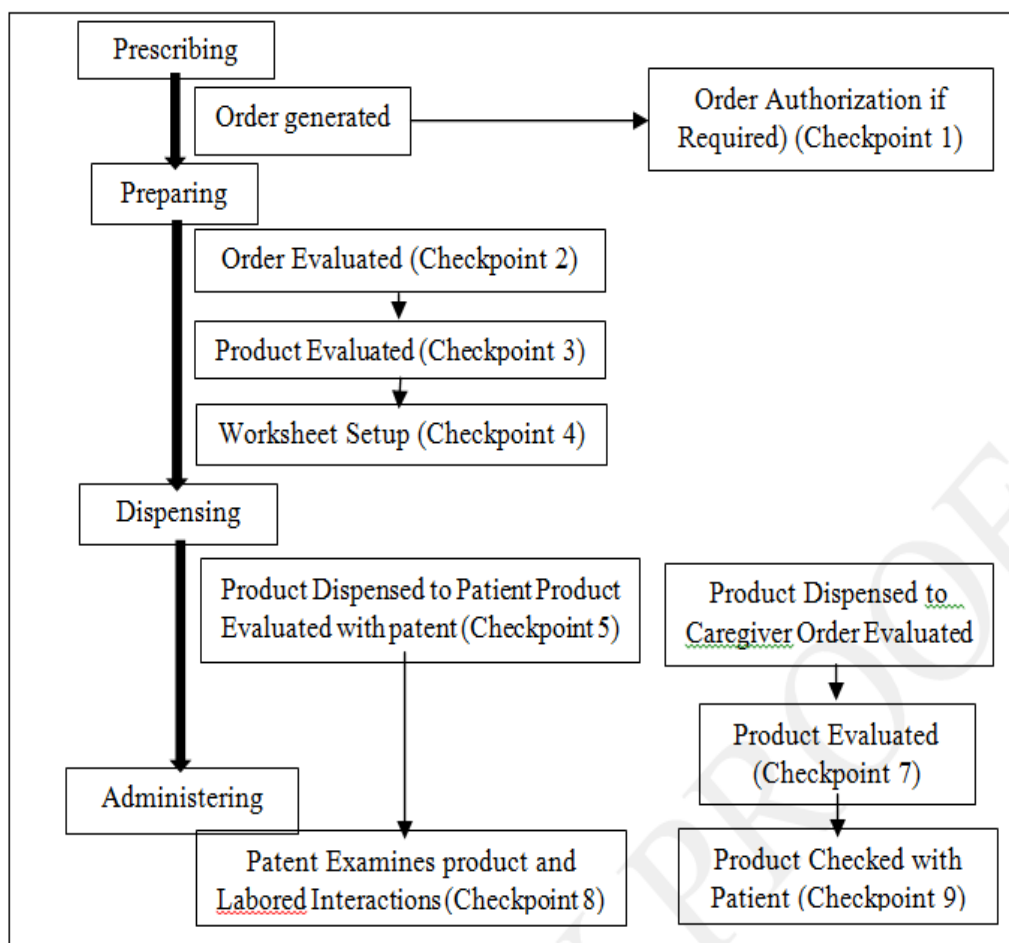 Prescribing
Order generated
Order Authorization if
Required) (Checkpoint 1)
Preparing
Order Evaluated (Checkpoint 2)
Product Evaluated (Checkpoint 3)
Worksheet Setup (Checkpoint 4)
Dispensing
Product Dispensed to Patient Product
Evaluated with patent (Checkpoint 5)
Product Dispensed to
Caregiver Order Evaluated
Product Evaluated
(Checkpoint 7)
Administering
Patent Examines product and
Labored Interactions (Checkpoint 8)
Product Checked with
Patient (Checkpoint 9)
PROOF